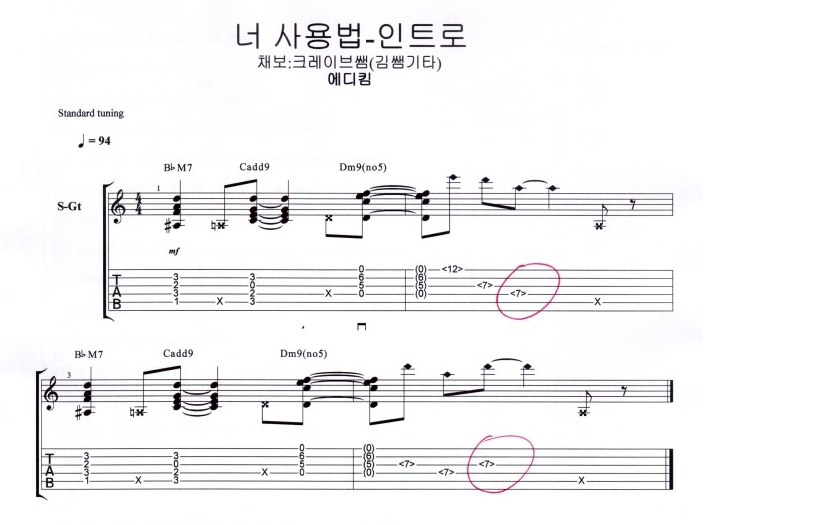 너 사용법-인트로
채보:크레이브쌤(김쌤기타)
에디킴
Standard tuning
♩ = 94
B♭M7 Cadd9 Dm9(no5)
S-Gt
1
4 4
mf
0 (0) <12>
3 3 6 (6)
2 0 5 (5) <7>
3 2 X 0 (0) <7>
1 X 3 X
T A B
B♭M7 Cadd9 Dm9(no5)
3
0 (0)
3 3 6 (6)
2 0 5 (5) <7> <7>
3 2 X 0 (0) <7>
1 X 3 X
T A B